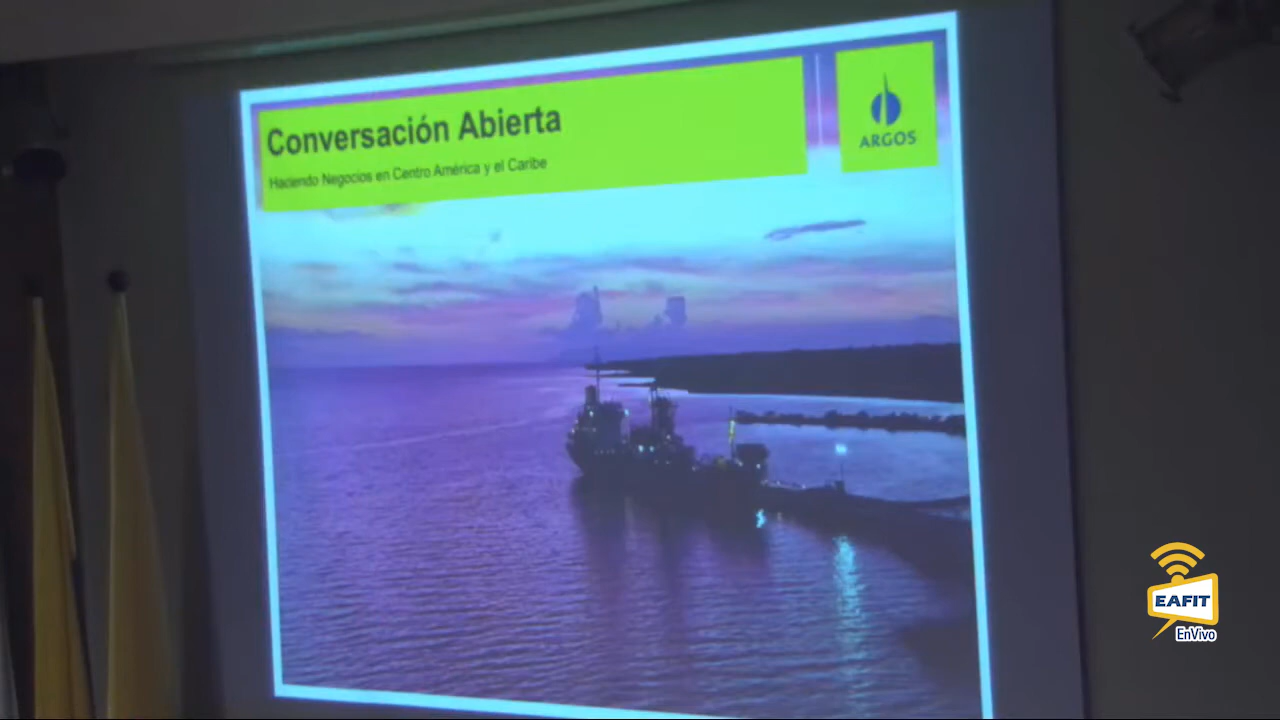 Conversación Abierta
Haciendo Negocios en Centro América y el Caribe
ARGOS
EAFIT
EnVivo